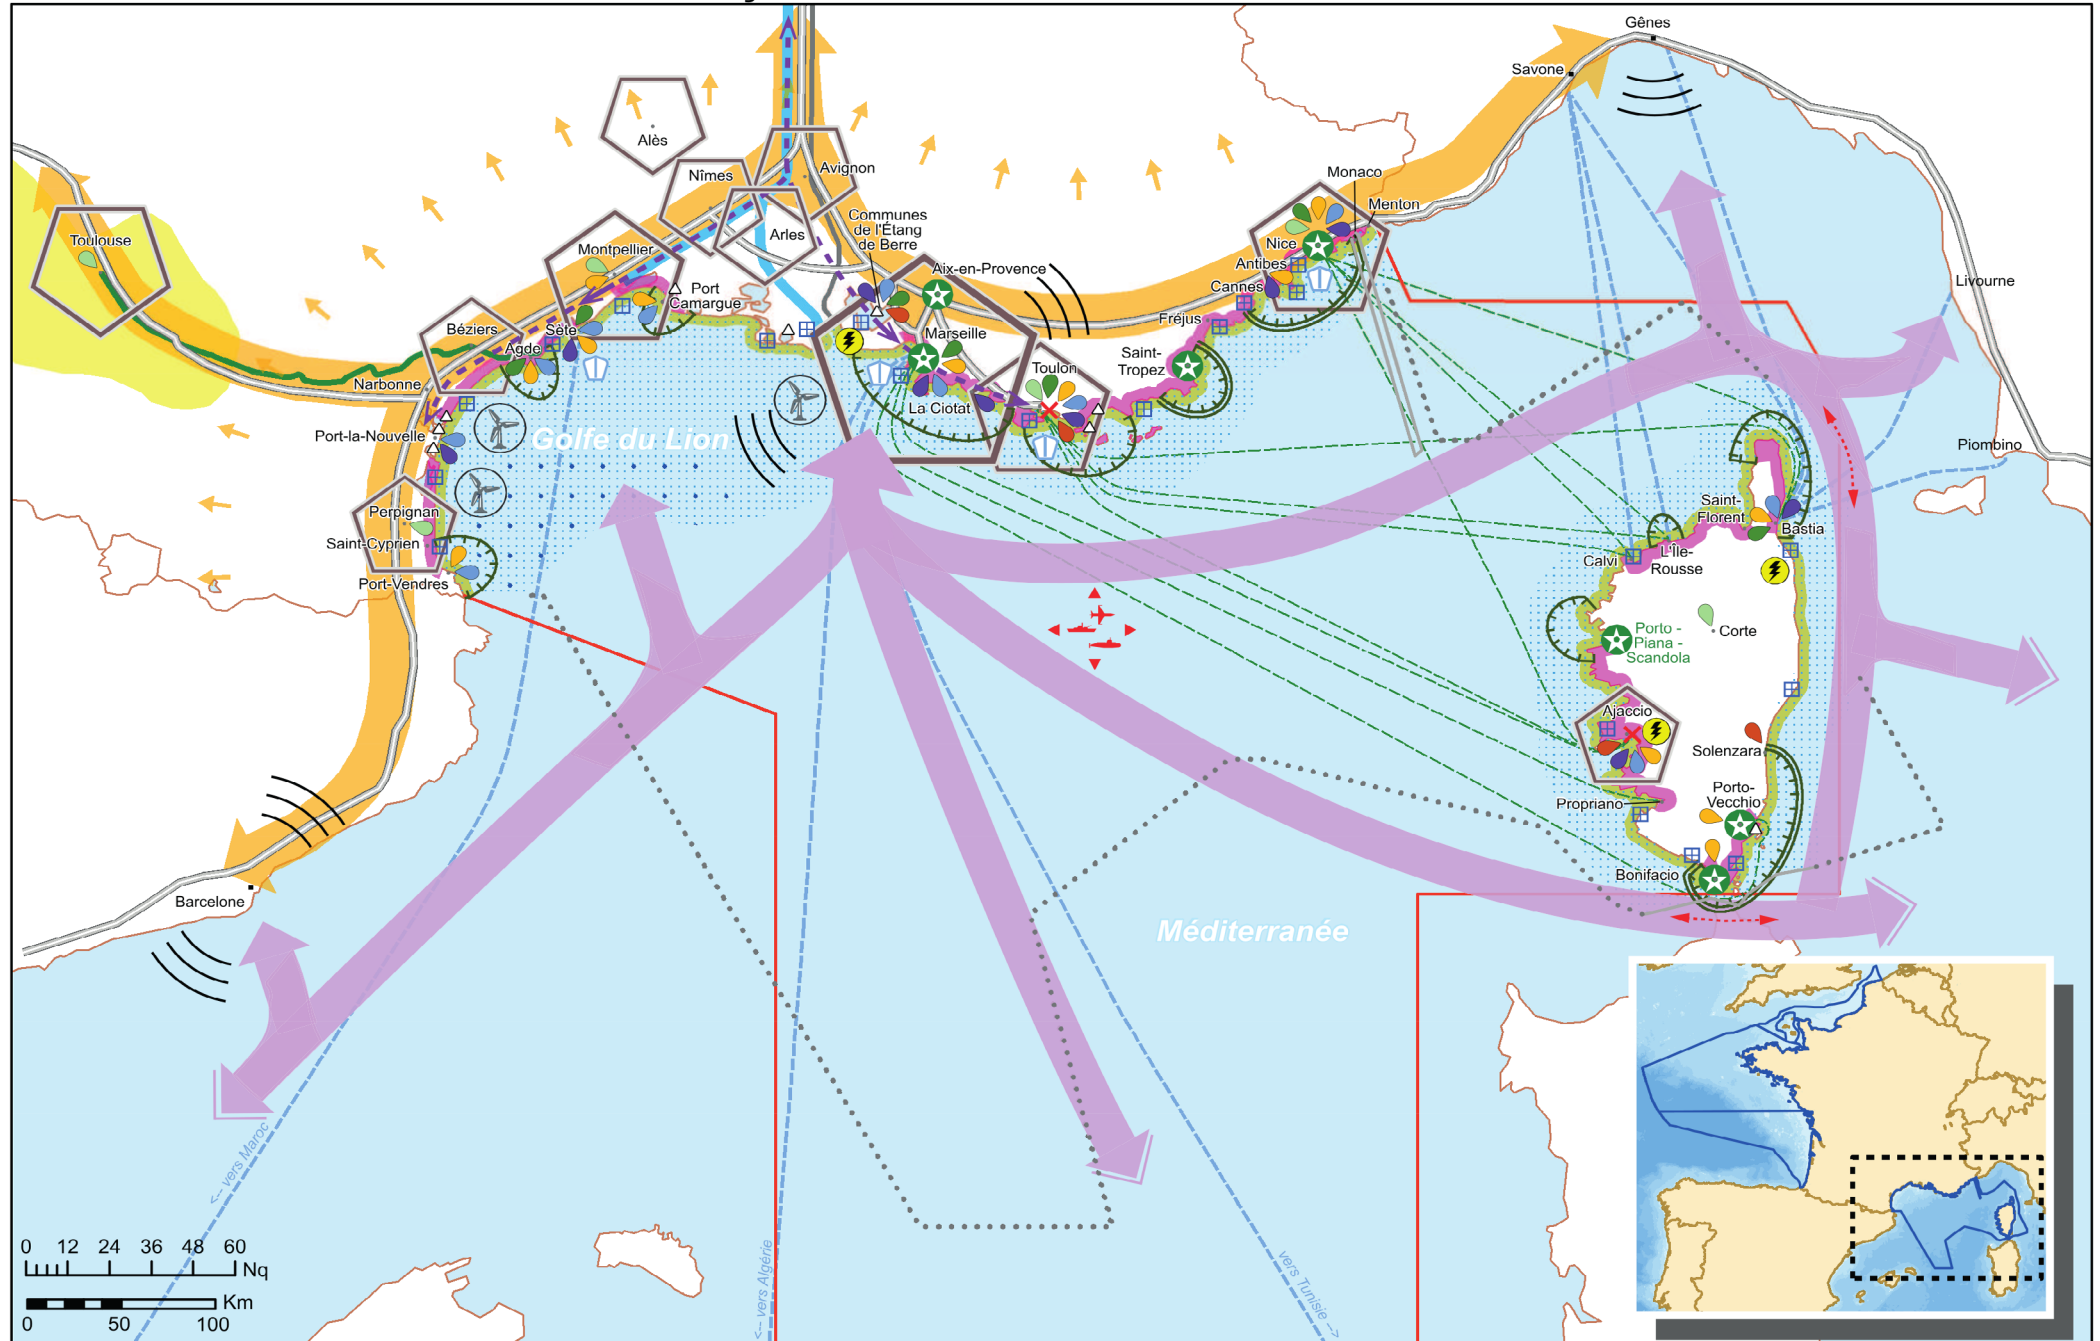 Gênes
Savone
Alès
Nîmes
Avignon
Monaco
Menton
Communes
de l'Étang
de Berre
Arles
Toulouse
Montpellier
Nice
Antibes
Cannes
Aix-en-Provence
Port
Camargue
Livourne
Béziers
Sète
Agde
Marseille
Fréjus
Saint-
Tropez
Toulon
Narbonne
La Ciotat
Port-la-Nouvelle
Golfe du Lion
Piombino
Perpignan
Saint-Cyprien
Port-Vendres
Saint-
Florent
Bastia
Calvi
L'Île-
Rousse
Porto -
Piana -
Scandola
Corte
Ajaccio
Solenzara
Propriano
Porto-
Vecchio
Bonifacio
Barcelone
Méditerranée
<-- vers Maroc
<-- vers Algérie
vers Tunisie -->
0 12 24 36 48 60
Nq
Km
0 50 100